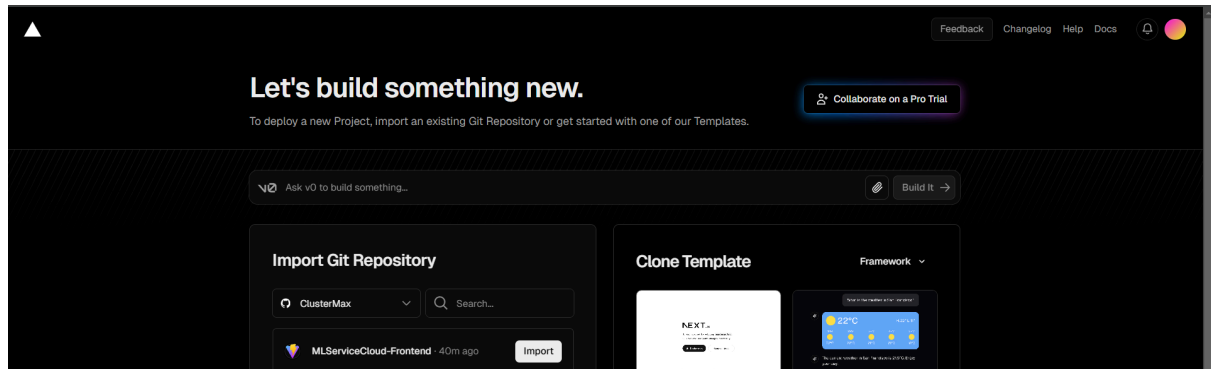 Feedback Changelog Help Docs
Let's build something new.
Collaborate on a Pro Trial
To deploy a new Project, import an existing Git Repository or get started with one of our Templates.
v0 Ask v0 to build something... Build It →
Import Git Repository
ClusterMax Search...
MLServiceCloud-Frontend · 40m ago Import
Clone Template Framework
NEXT.js
22°C